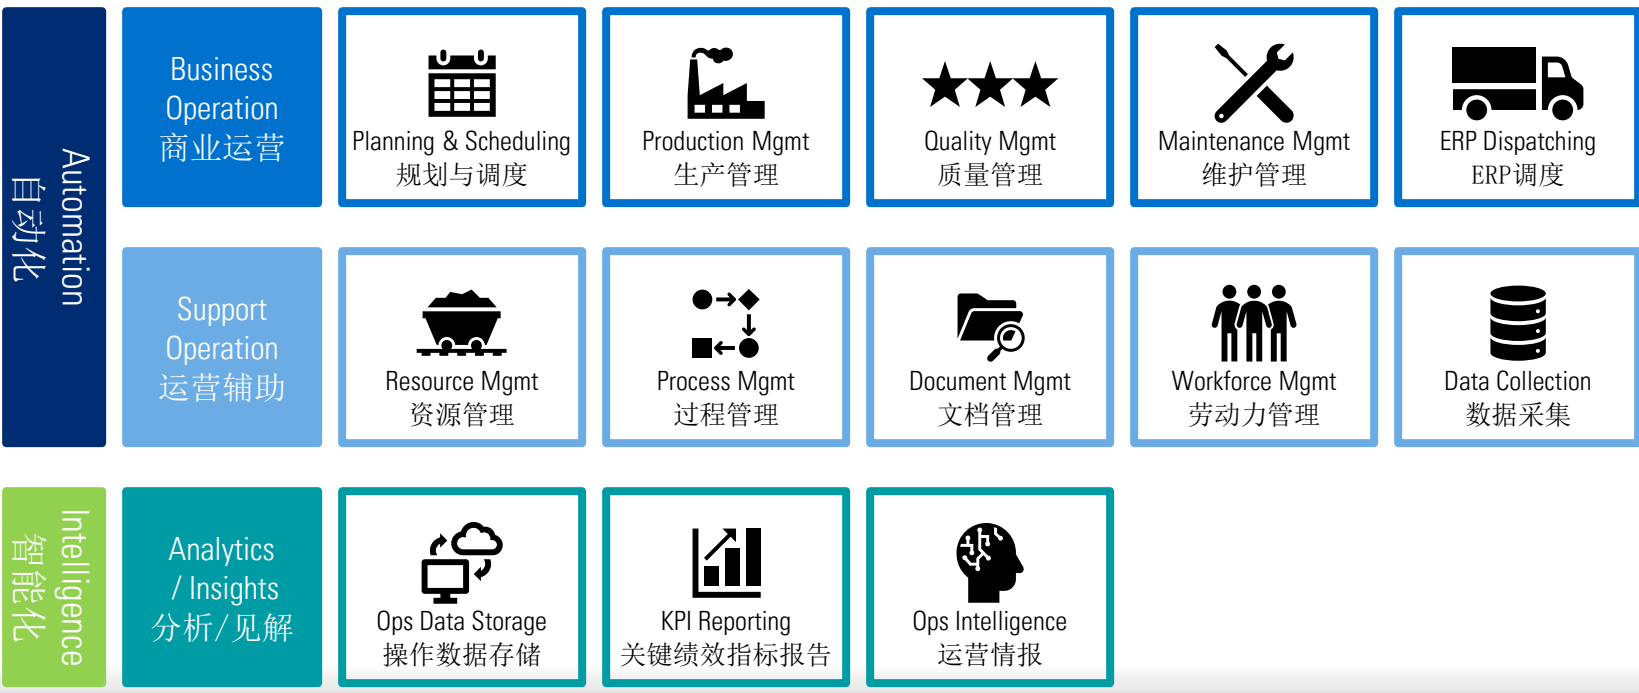 Automation
自动化
Business
Operation
商业运营
Planning & Scheduling
规划与调度
Production Mgmt
生产管理
Quality Mgmt
质量管理
Maintenance Mgmt
维护管理
ERP Dispatching
ERP调度
Support
Operation
运营辅助
Resource Mgmt
资源管理
Process Mgmt
过程管理
Document Mgmt
文档管理
Workforce Mgmt
劳动力管理
Data Collection
数据采集
Intelligence
智能化
Analytics
/ Insights
分析/见解
Ops Data Storage
操作数据存储
KPI Reporting
关键绩效指标报告
Ops Intelligence
运营情报